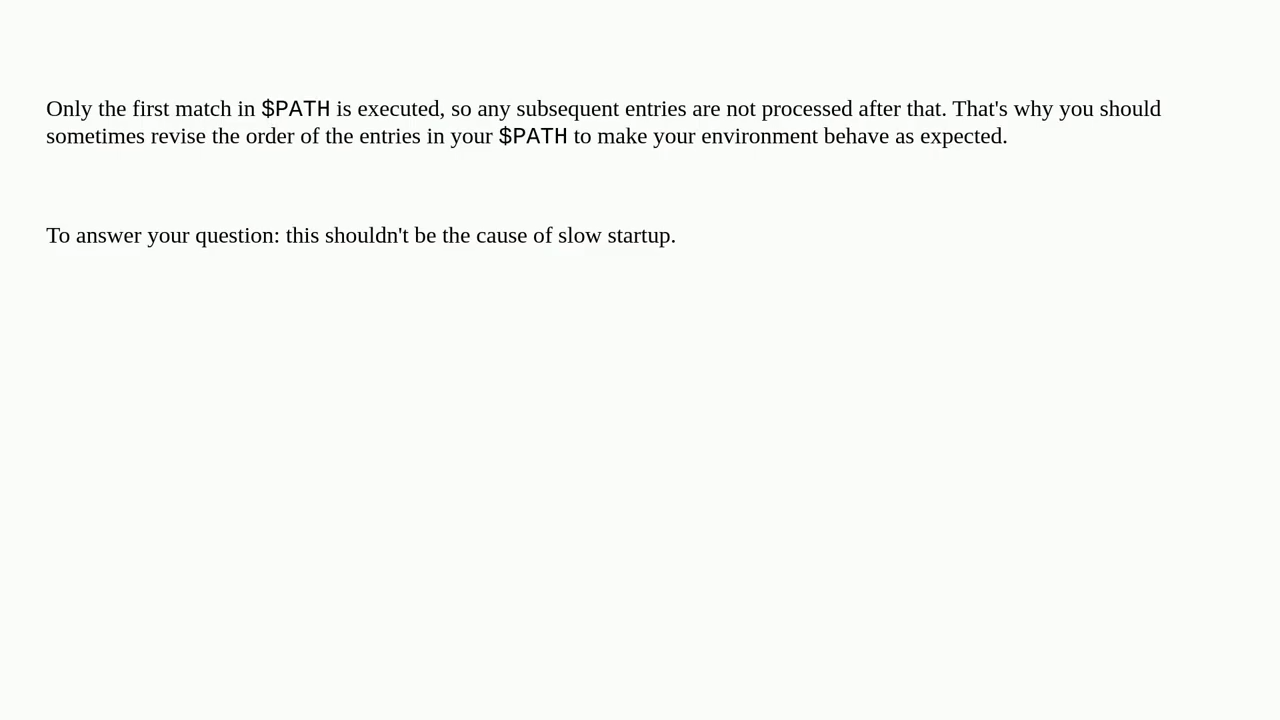 Only the first match in $PATH is executed, so any subsequent entries are not processed after that. That's why you should
sometimes revise the order of the entries in your $PATH to make your environment behave as expected.
To answer your question: this shouldn't be the cause of slow startup.